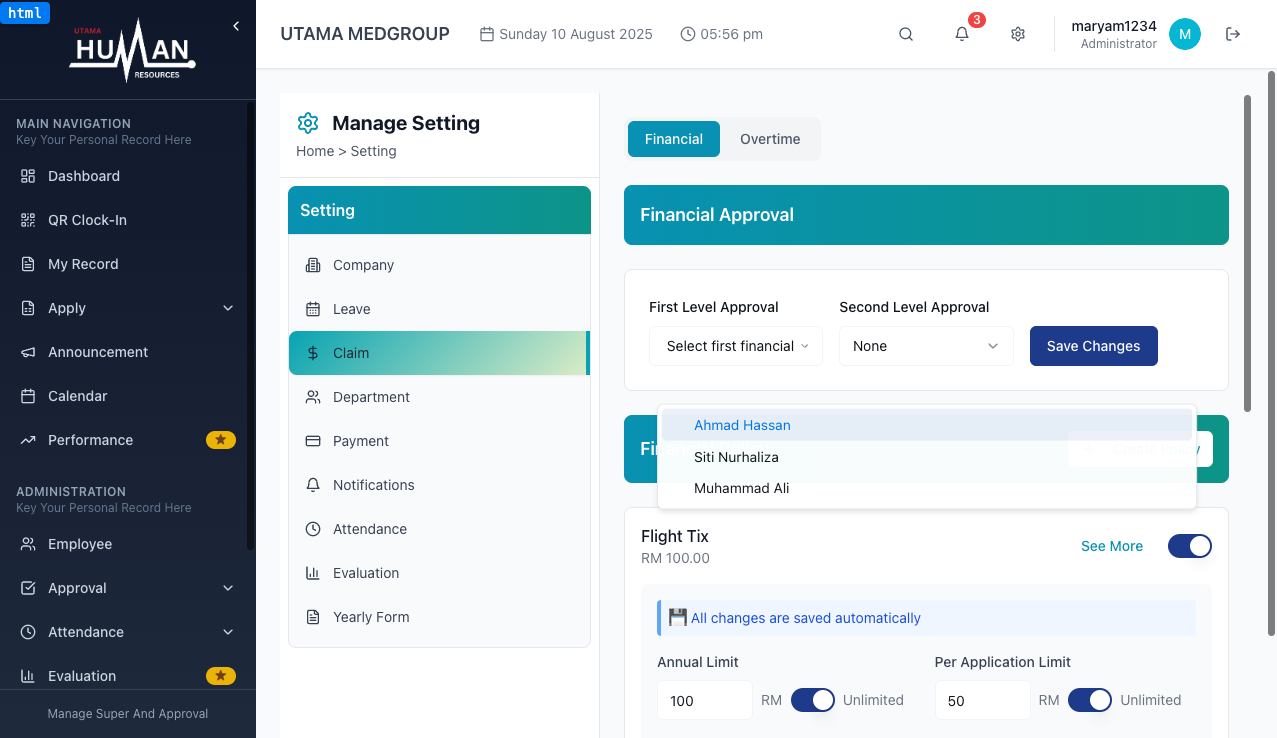 html
UTAMA
HUMAN
RESOURCES
MAIN NAVIGATION
Key Your Personal Record Here
Dashboard
QR Clock-In
My Record
Apply
Announcement
Calendar
Performance
ADMINISTRATION
Key Your Personal Record Here
Employee
Approval
Attendance
Evaluation
Manage Super And Approval
UTAMA MEDGROUP
Sunday 10 August 2025
05:56 pm
3
maryam1234
Administrator
M
Manage Setting
Home > Setting
Setting
Company
Leave
Claim
Department
Payment
Notifications
Attendance
Evaluation
Yearly Form
Financial
Overtime
Financial Approval
First Level Approval
Second Level Approval
Select first financial
None
Save Changes
Ahmad Hassan
Siti Nurhaliza
Muhammad Ali
Flight Tix
RM 100.00
See More
💾 All changes are saved automatically
Annual Limit
Per Application Limit
100
RM
Unlimited
50
RM
Unlimited